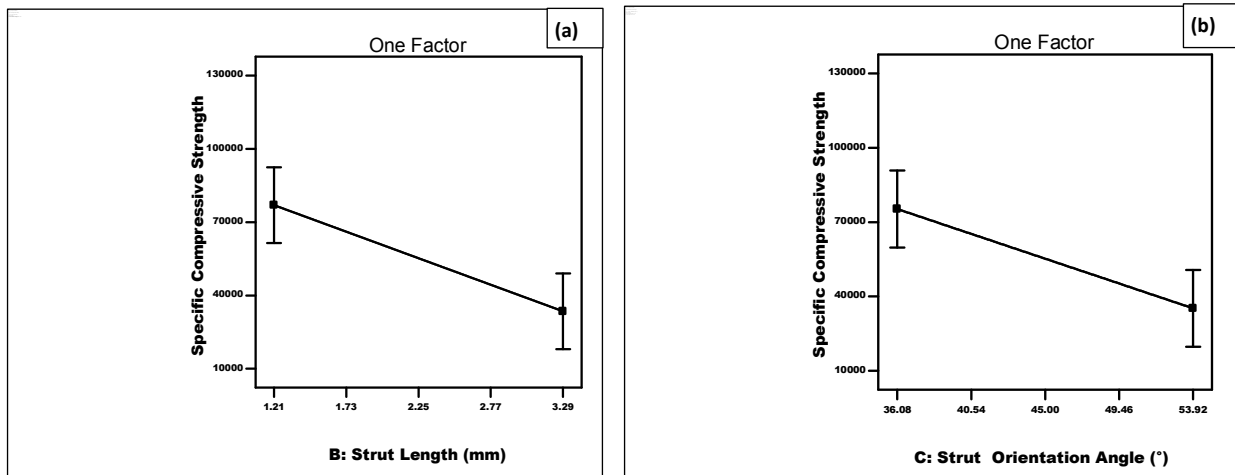 (a)
One Factor
130000
100000
70000
40000
10000
Specific Compressive Strength
1.21 1.73 2.25 2.77 3.29
B: Strut Length (mm)
(b)
One Factor
130000
100000
70000
40000
10000
Specific Compressive Strength
36.08 40.54 45.00 49.46 53.92
C: Strut Orientation Angle (°)